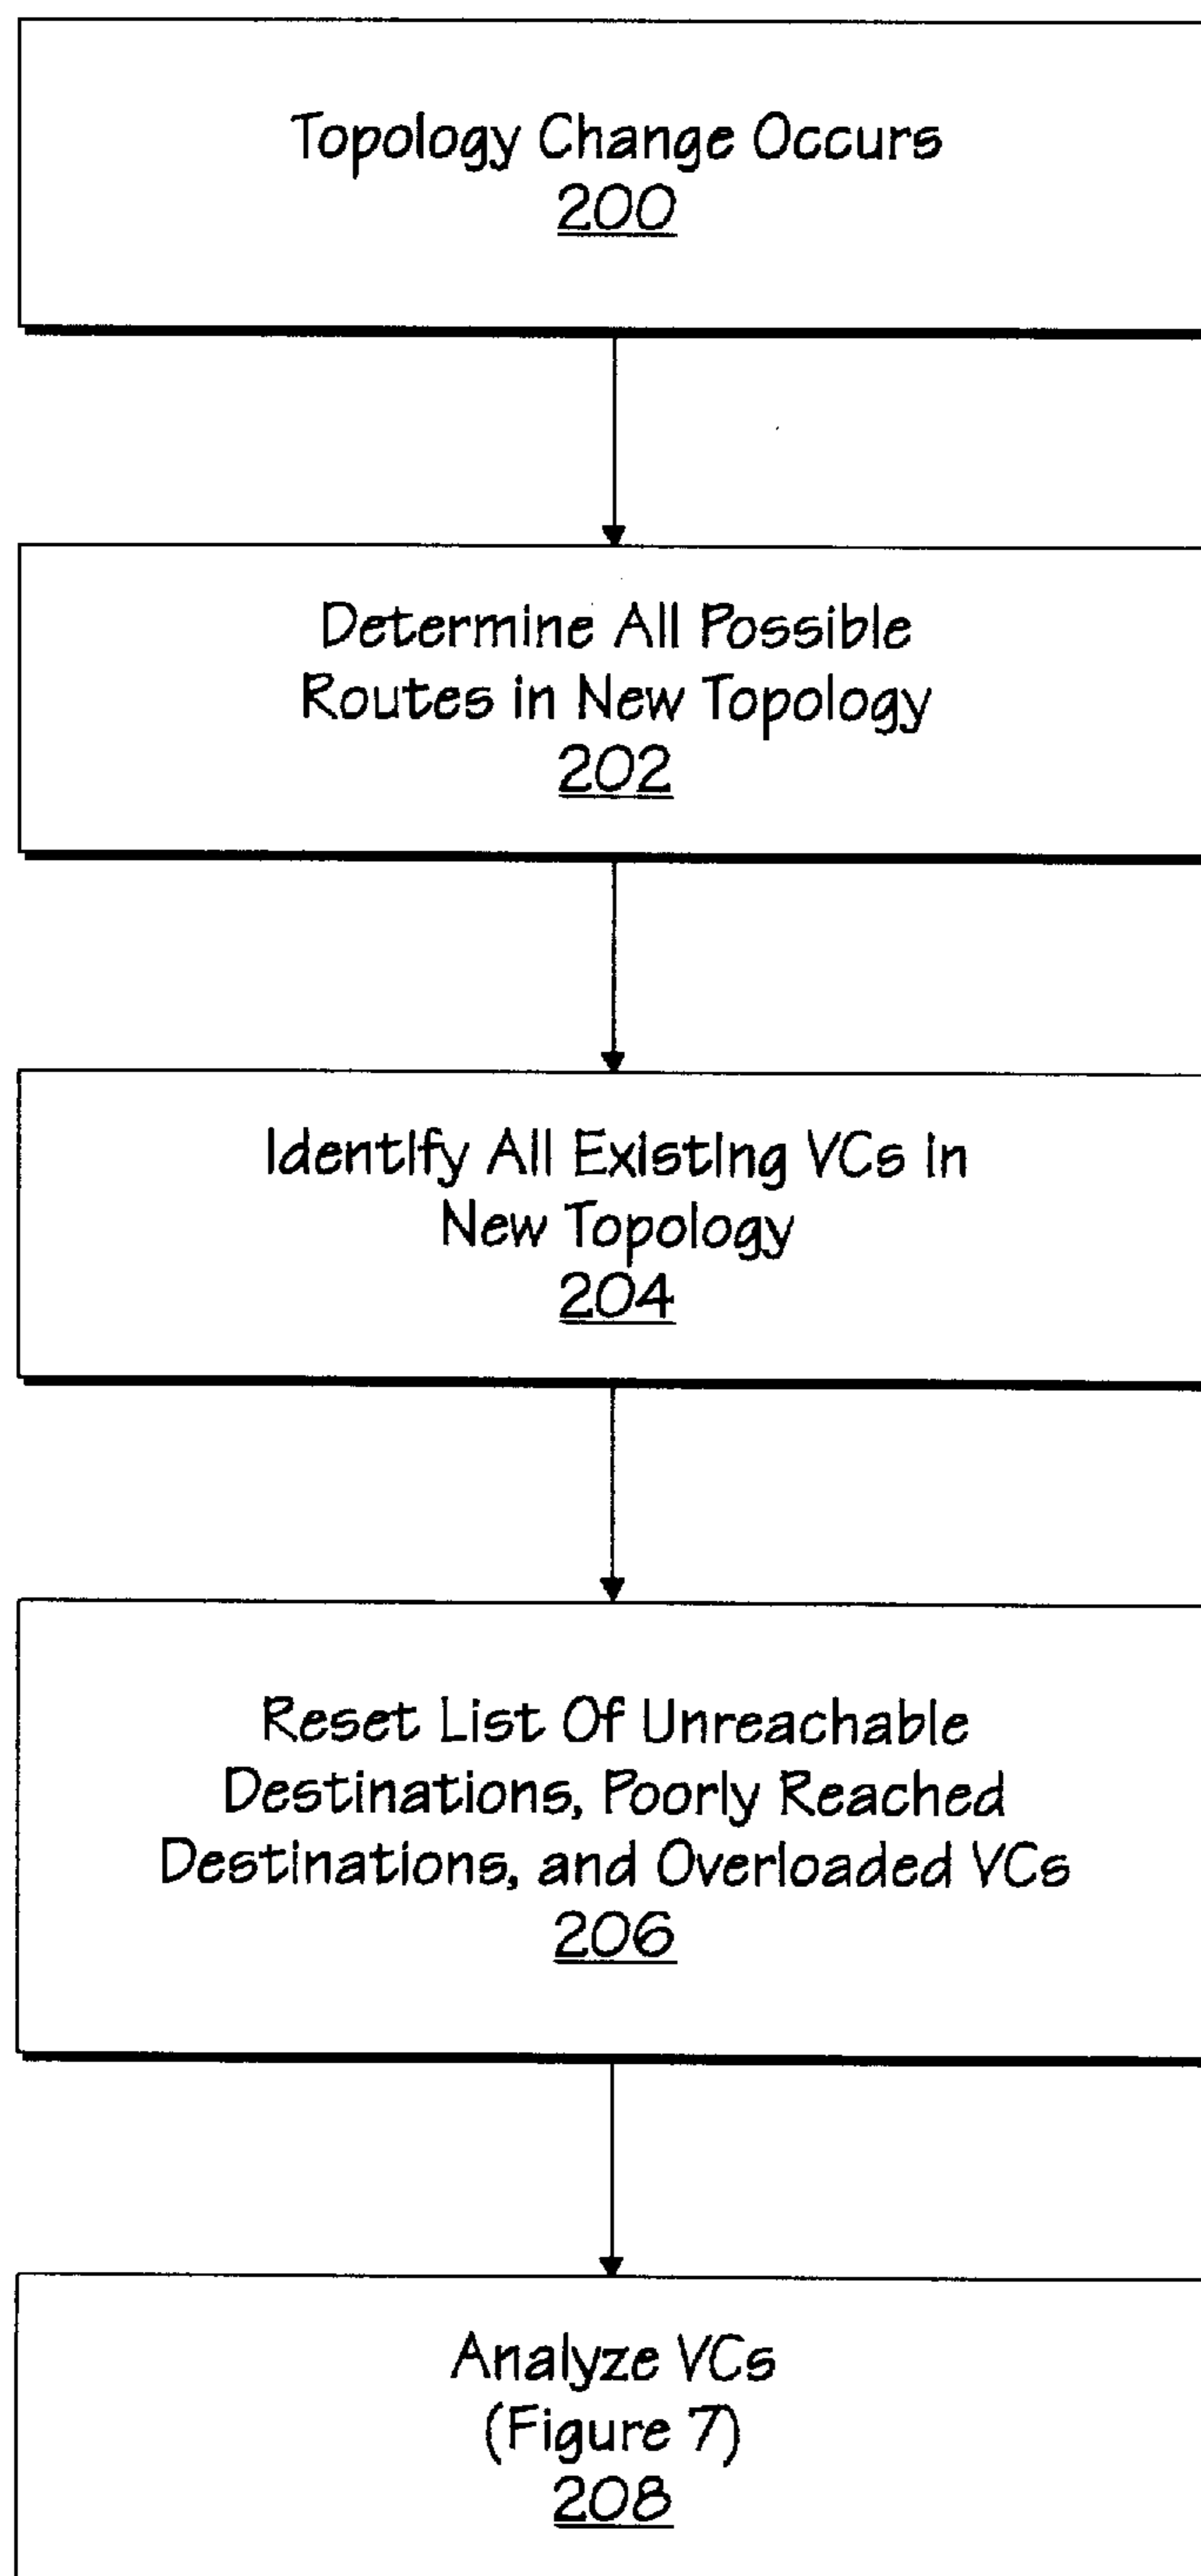 Topology Change Occurs
200
Determine All Possible
Routes in New Topology
202
Identify All Existing VCs in
New Topology
204
Reset List Of Unreachable
Destinations, Poorly Reached
Destinations, and Overloaded VCs
206
Analyze VCs
(Figure 7)
208